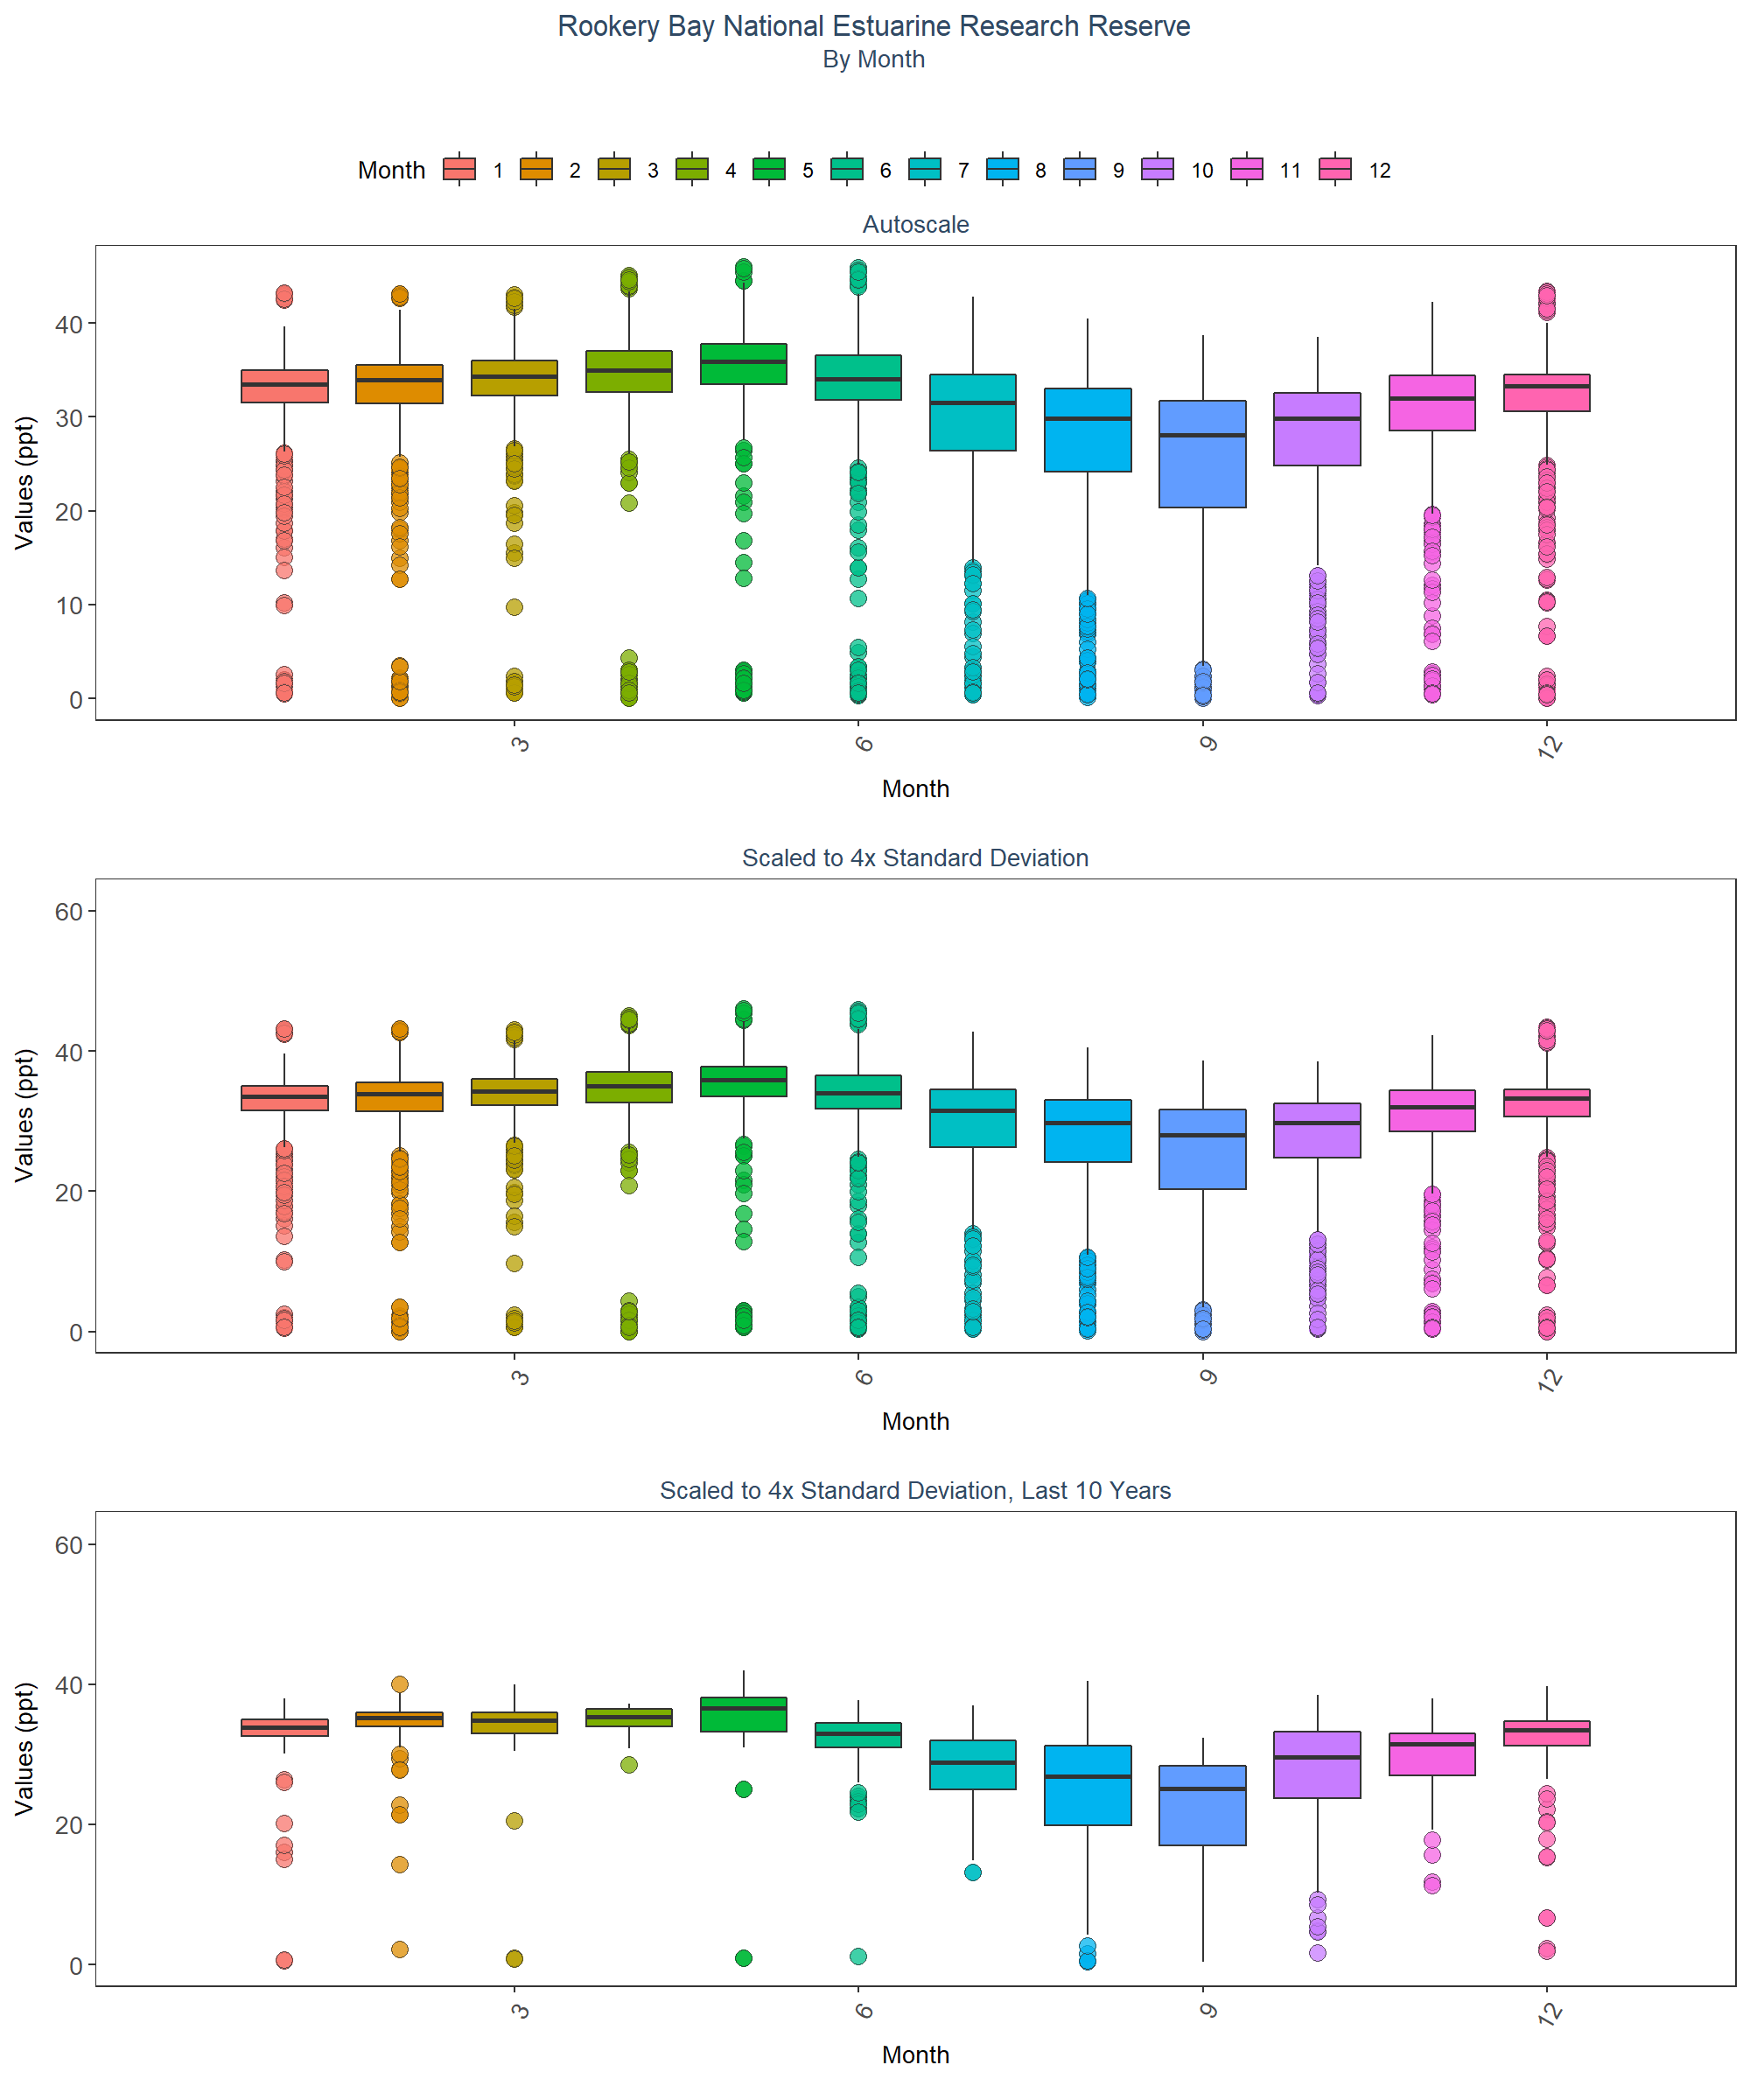 Rookery Bay National Estuarine Research Reserve
By Month
Month 1 2 3 4 5 6 7 8 9 10 11 12
Autoscale
Values (ppt)
40
30
20
10
0
3 6 9 12
Month
Scaled to 4x Standard Deviation
Values (ppt)
60
40
20
0
3 6 9 12
Month
Scaled to 4x Standard Deviation, Last 10 Years
Values (ppt)
60
40
20
0
3 6 9 12
Month